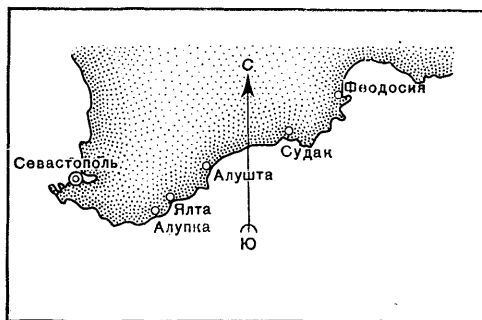 С
Феодосия
Судак
Севастополь
Алушта
Ялта
Алупка
Ю